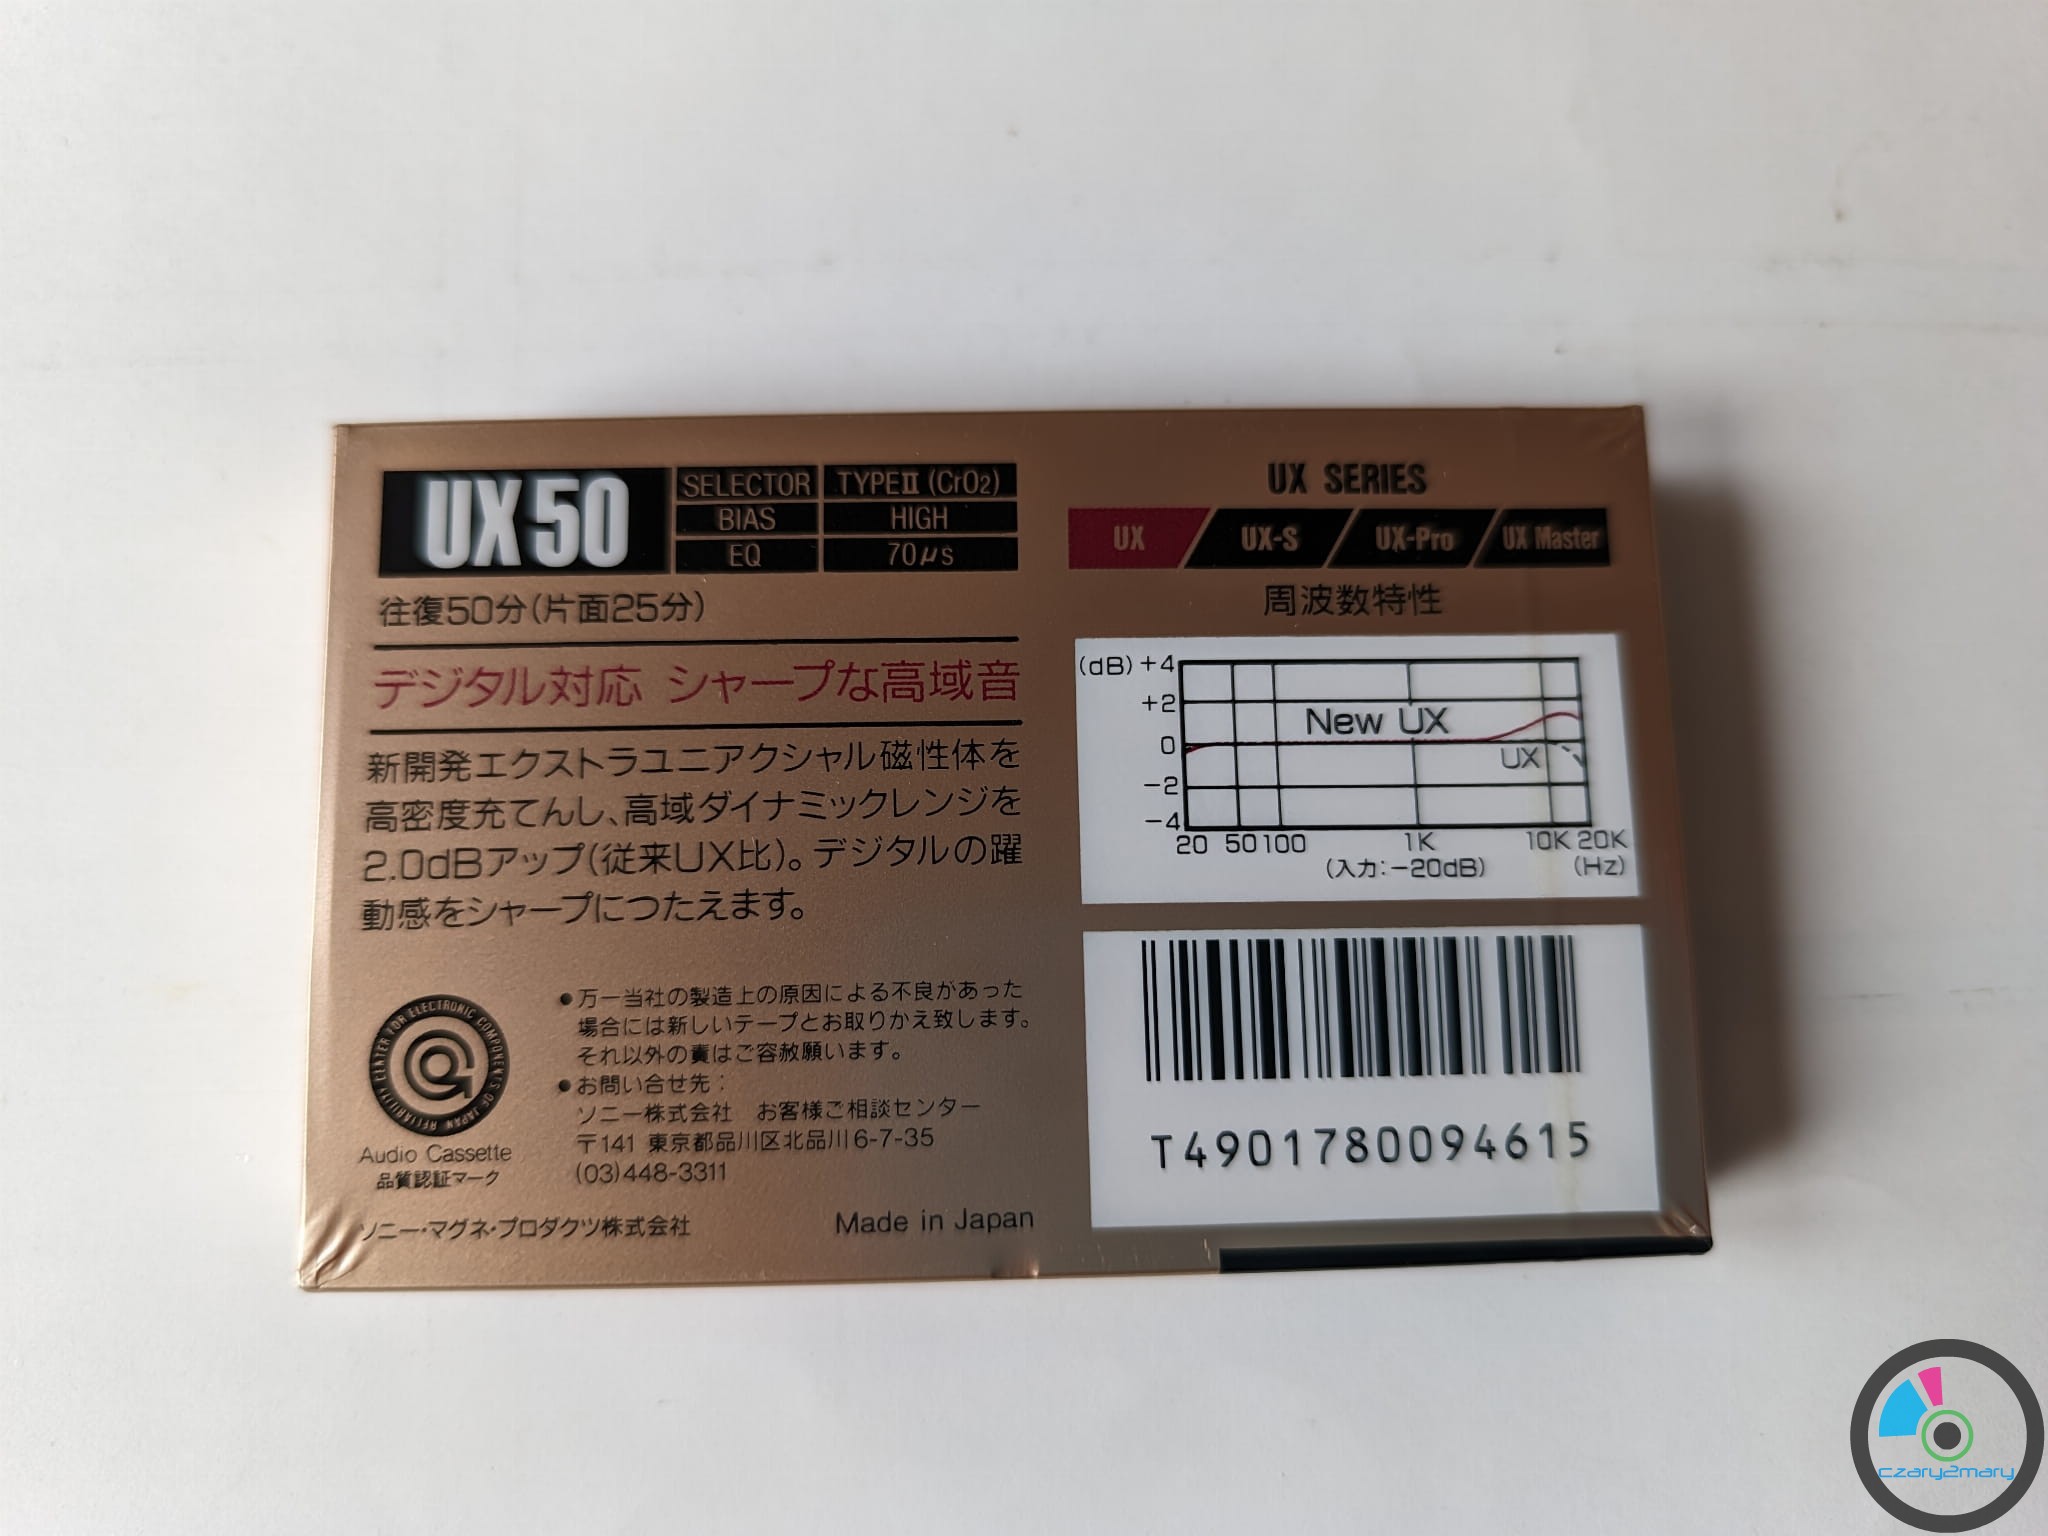 UX50
SELECTOR TYPEⅡ (CrO2)
BIAS HIGH
EQ 70μs
往復50分(片面25分)
デジタル対応 シャープな高域音
新開発エクストラユニアクシャル磁性体を
高密度充てんし、高域ダイナミックレンジを
2.0dBアップ(従来UX比)。デジタルの躍
動感をシャープにつたえます。
RELIABILITY CENTER FOR ELECTRONIC COMPONENTS OF JAPAN
Audio Cassette
品質認証マーク
●万一当社の製造上の原因による不良があった
場合には新しいテープとお取りかえ致します。
それ以外の責はご容赦願います。
●お問い合せ先:
ソニー株式会社 お客様ご相談センター
〒141 東京都品川区北品川6-7-35
(03)448-3311
ソニー・マグネ・プロダクツ株式会社
Made in Japan
UX SERIES
UX UX-S UX-Pro UX Master
周波数特性
(dB) +4
+2
New UX
0
UX
-2
-4
20 50 100 1K 10K 20K
(入力:-20dB) (Hz)
T4901780094615
czary2mary